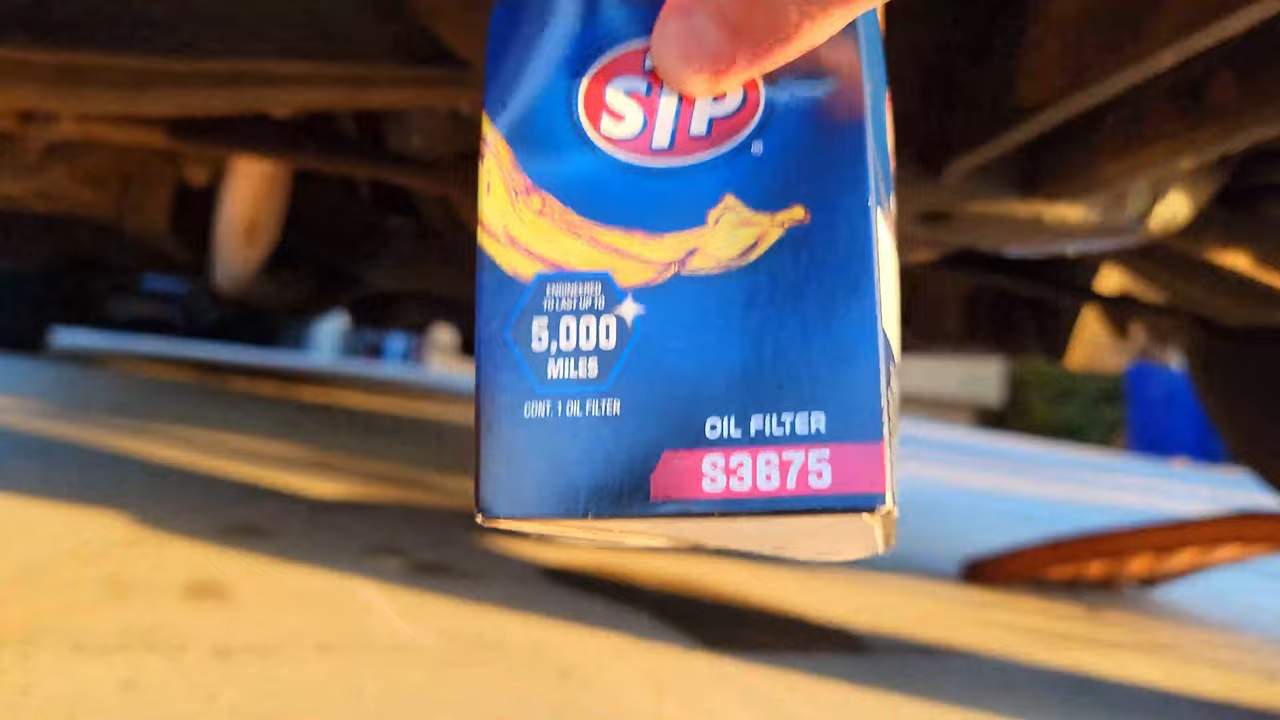 STP
®
ENGINEERED
TO LAST UP TO
5,000
MILES
CONT. 1 OIL FILTER
OIL FILTER
S3675